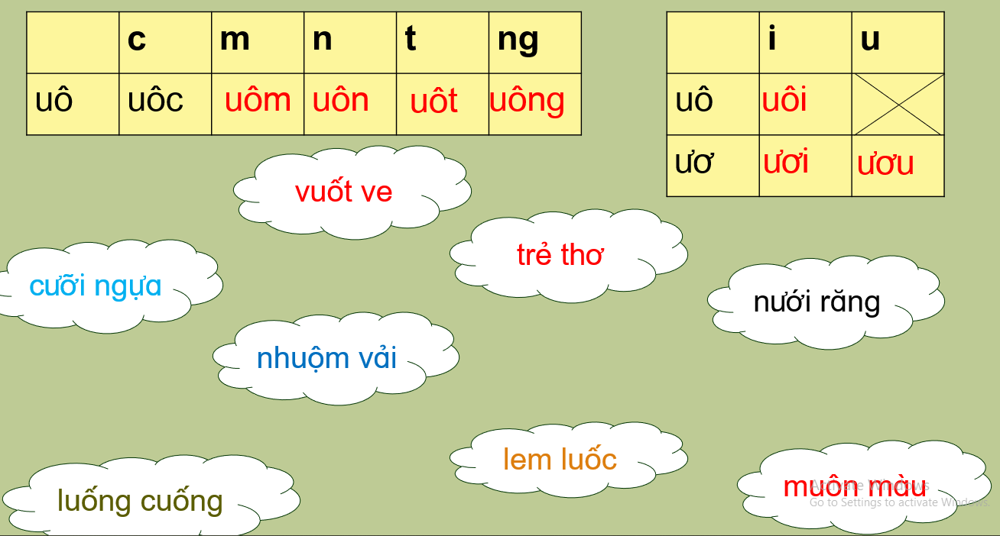 c m n t ng
uô uôc uôm uôn uôt uông
i u
uô uôi
ươ ươi ươu
vuốt ve
trẻ thơ
cưỡi ngựa
nưới răng
nhuộm vải
lem luốc
muôn màu
luống cuống
Activate Windows
Go to Settings to activate Windows.